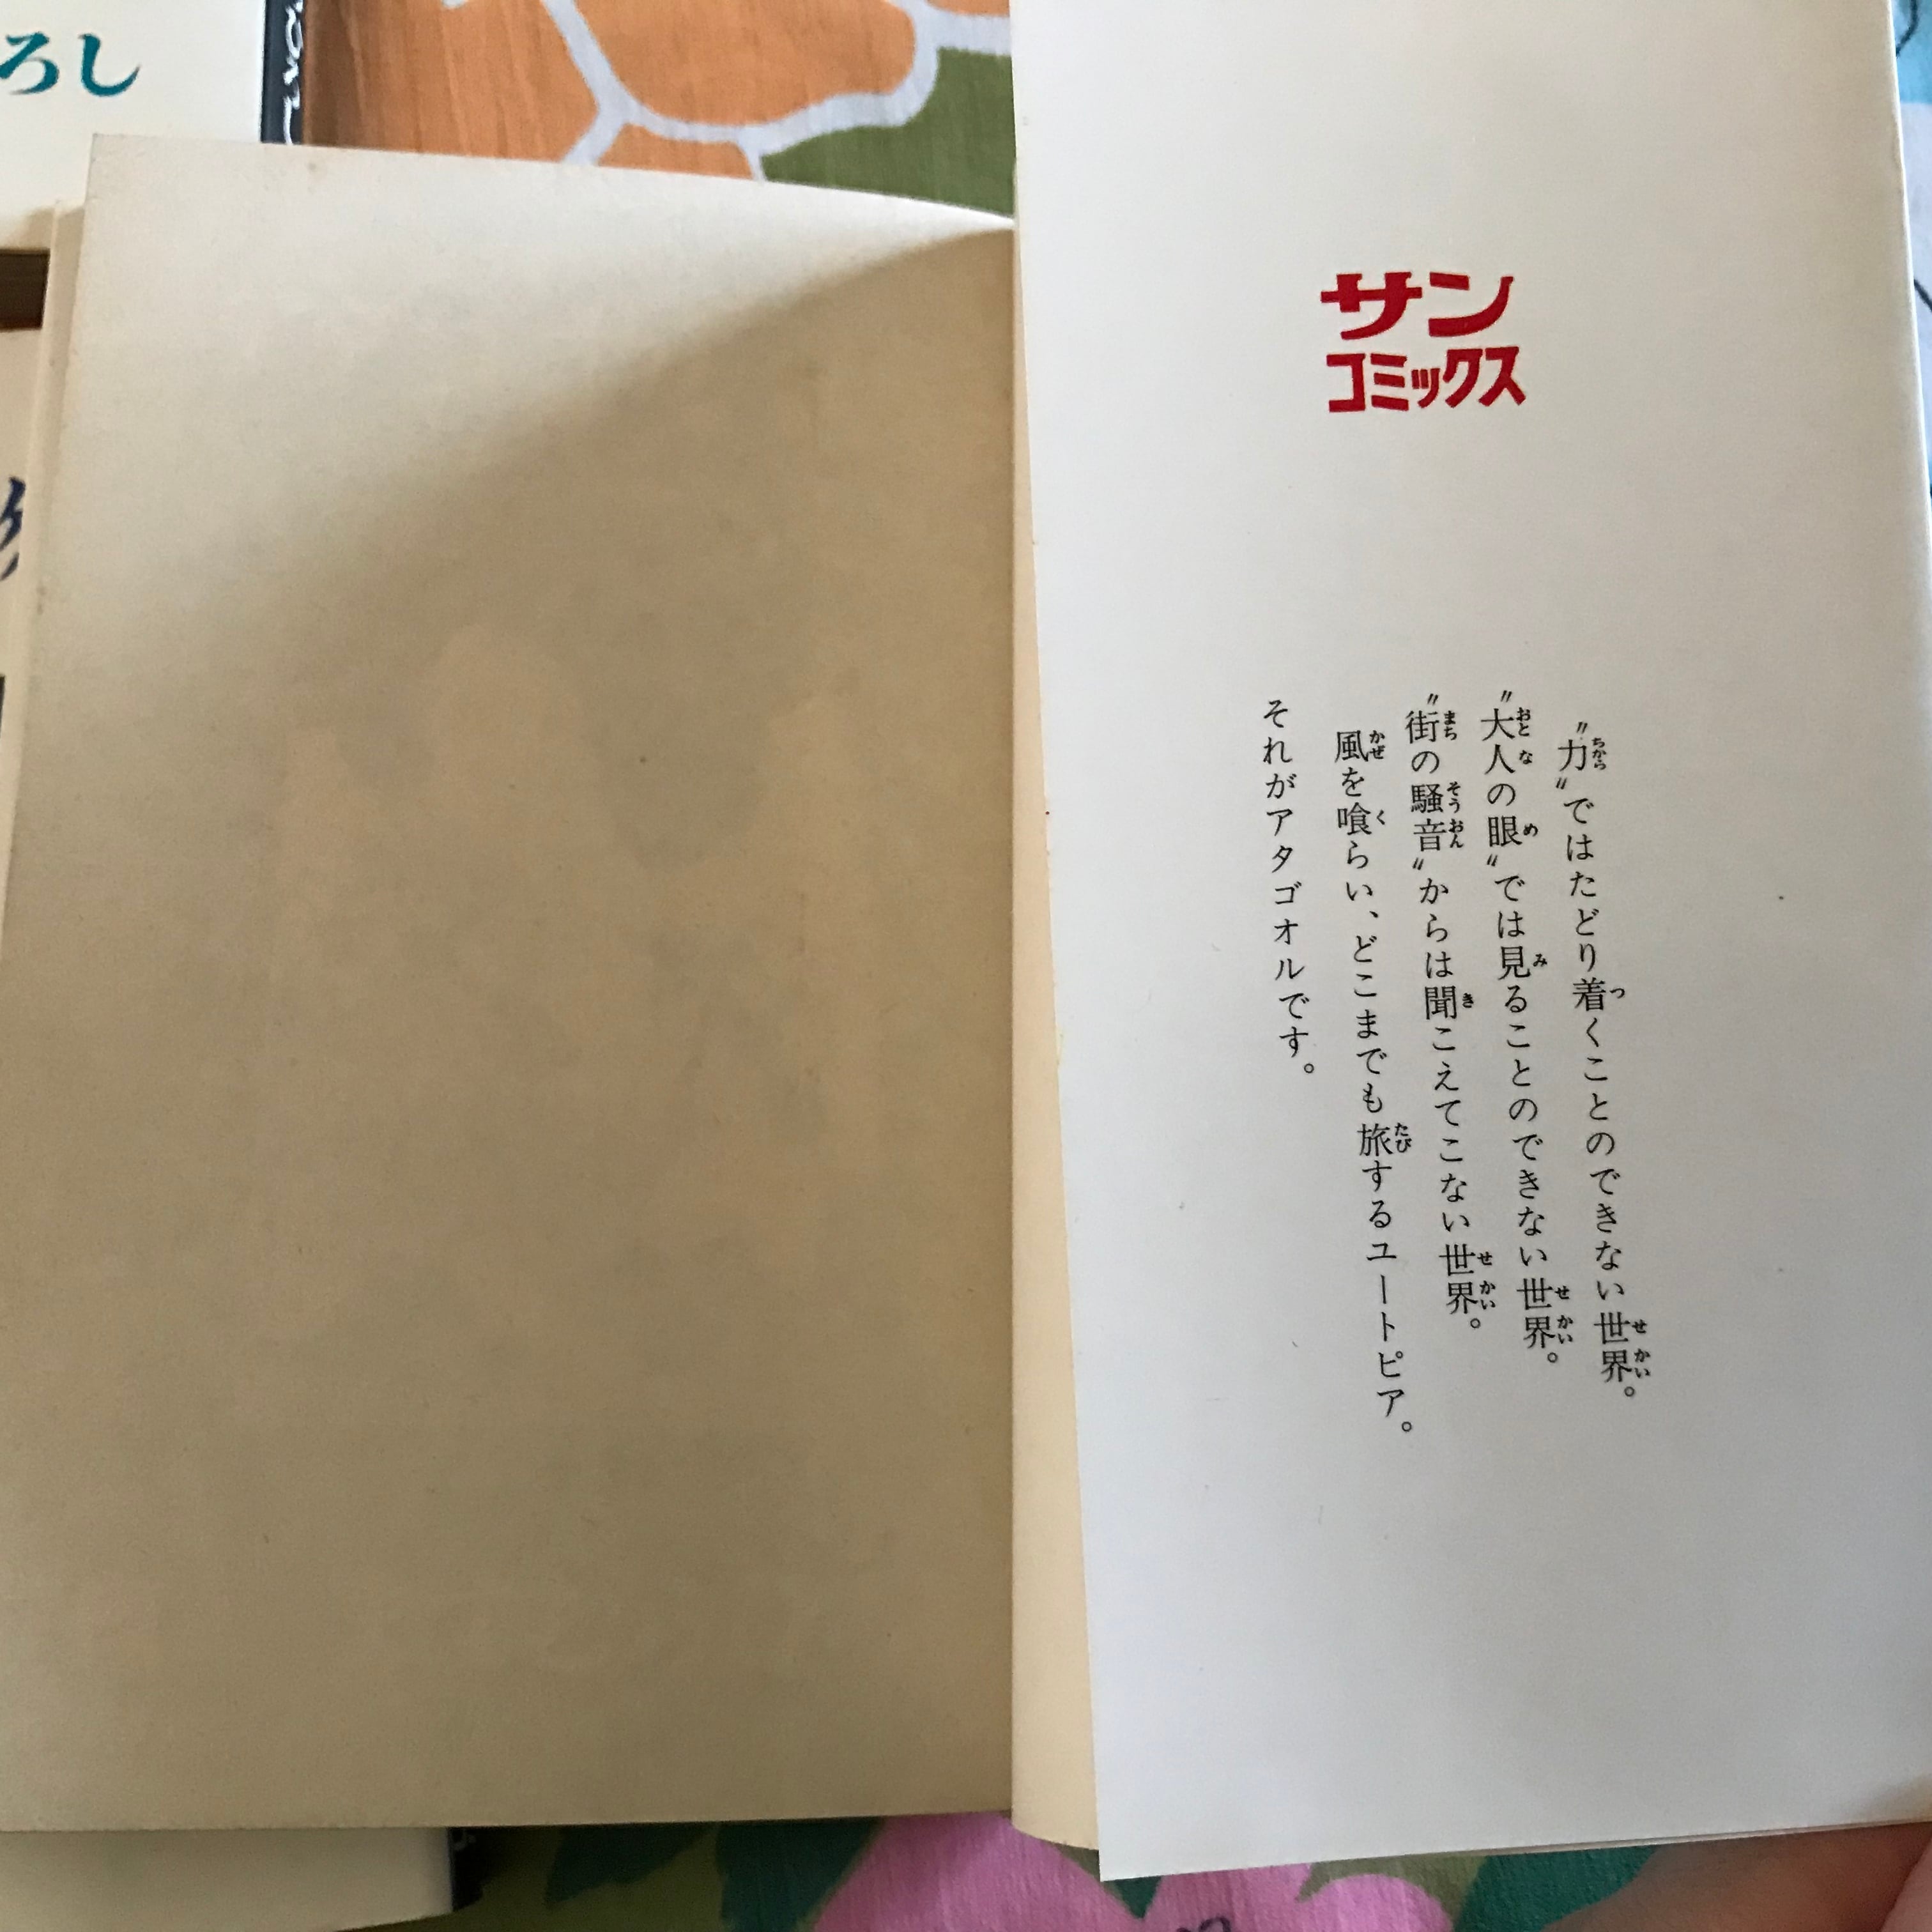 ろし
サン
コミックス
〝力〟ではたどり着くことのできない世界。
〝大人の眼〟では見ることのできない世界。
〝街の騒音〟からは聞こえてこない世界。
風を喰らい、どこまでも旅するユートピア。
それがアタゴオルです。